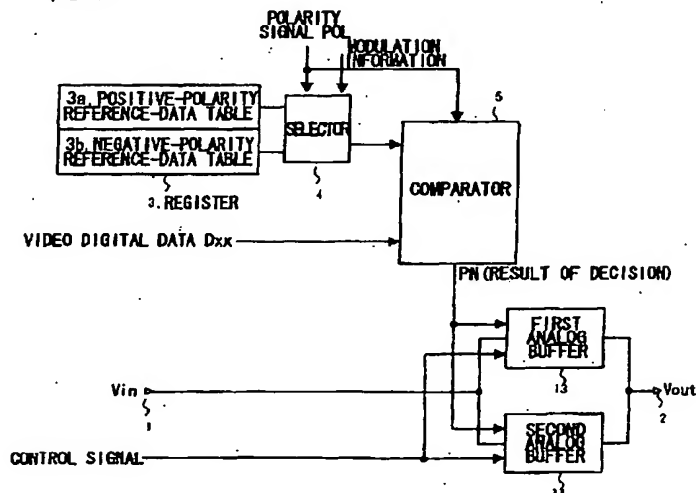 POLARITY
SIGNAL POL
MODULATION
INFORMATION
3a. POSITIVE-POLARITY
REFERENCE-DATA TABLE
3b. NEGATIVE-POLARITY
REFERENCE-DATA TABLE
SELECTOR
4
5
COMPARATOR
3. REGISTER
VIDEO DIGITAL DATA Dxx
PN (RESULT OF DECISION)
FIRST
ANALOG
BUFFER
13
Vin
1
Vout
2
SECOND
ANALOG
BUFFER
CONTROL SIGNAL